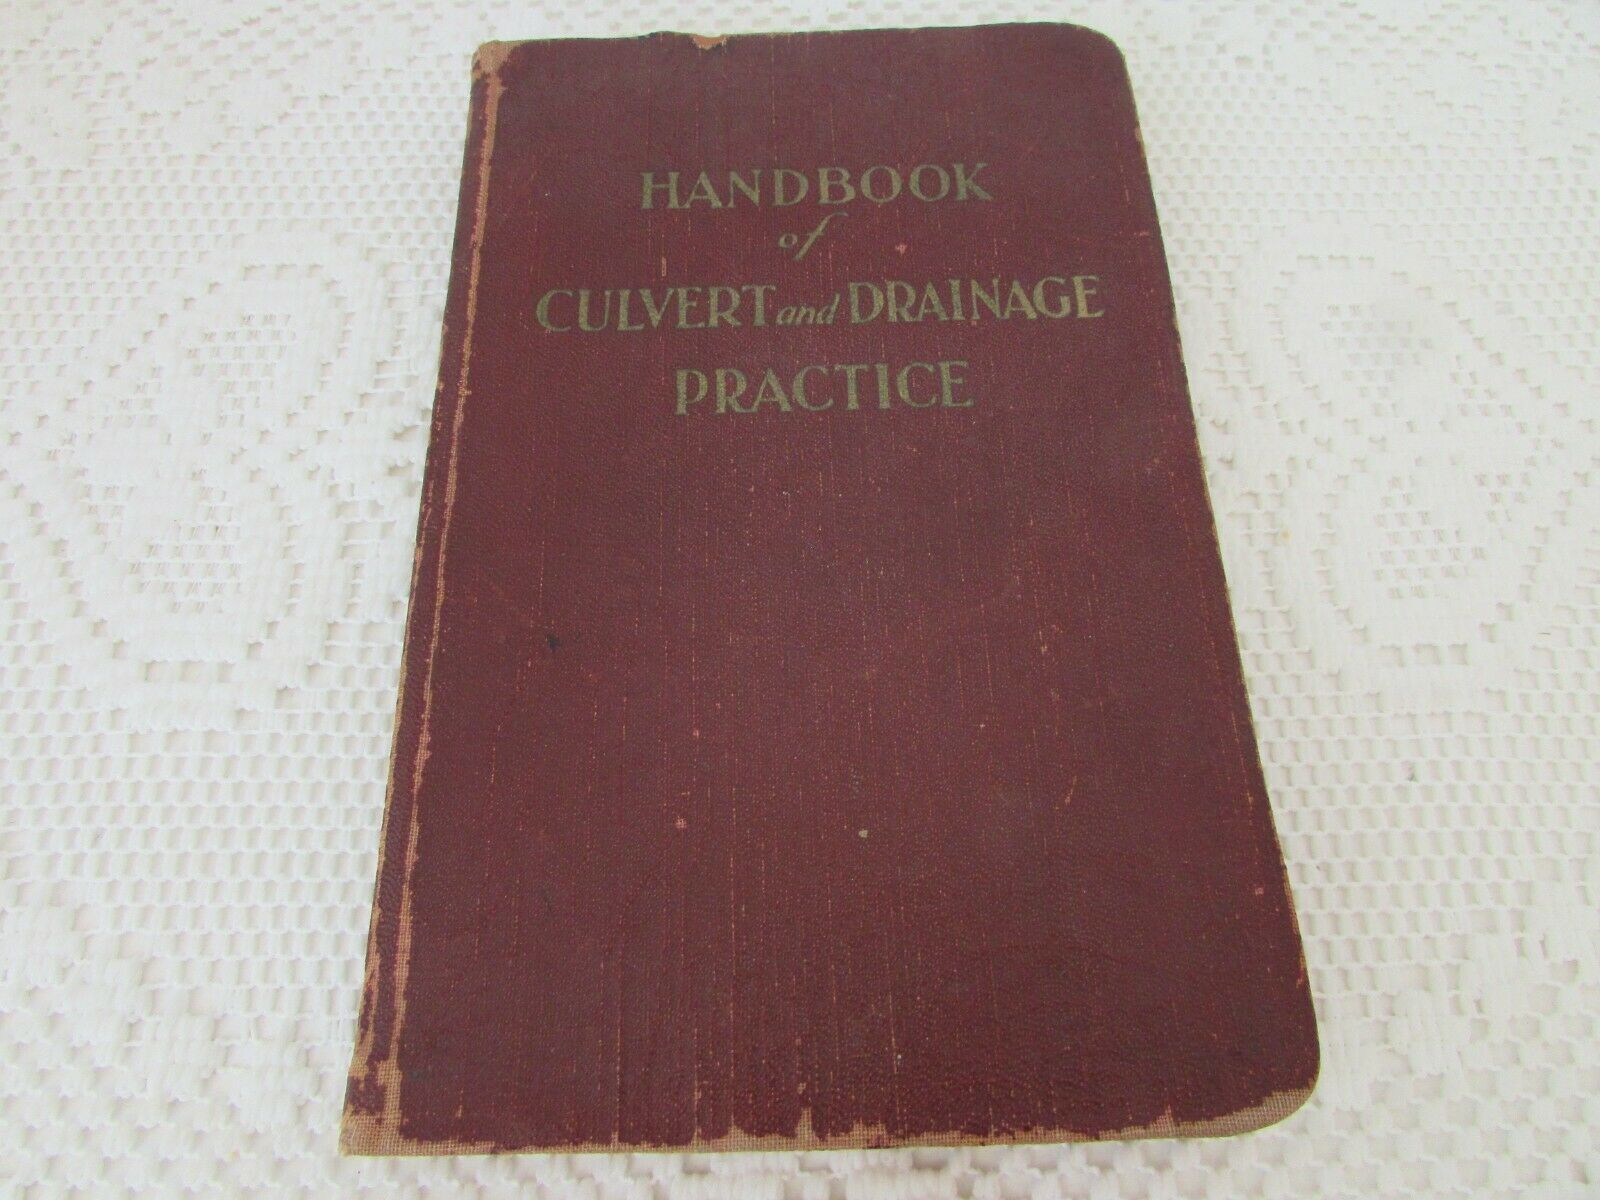 HANDBOOK
of
CULVERT and DRAINAGE
PRACTICE